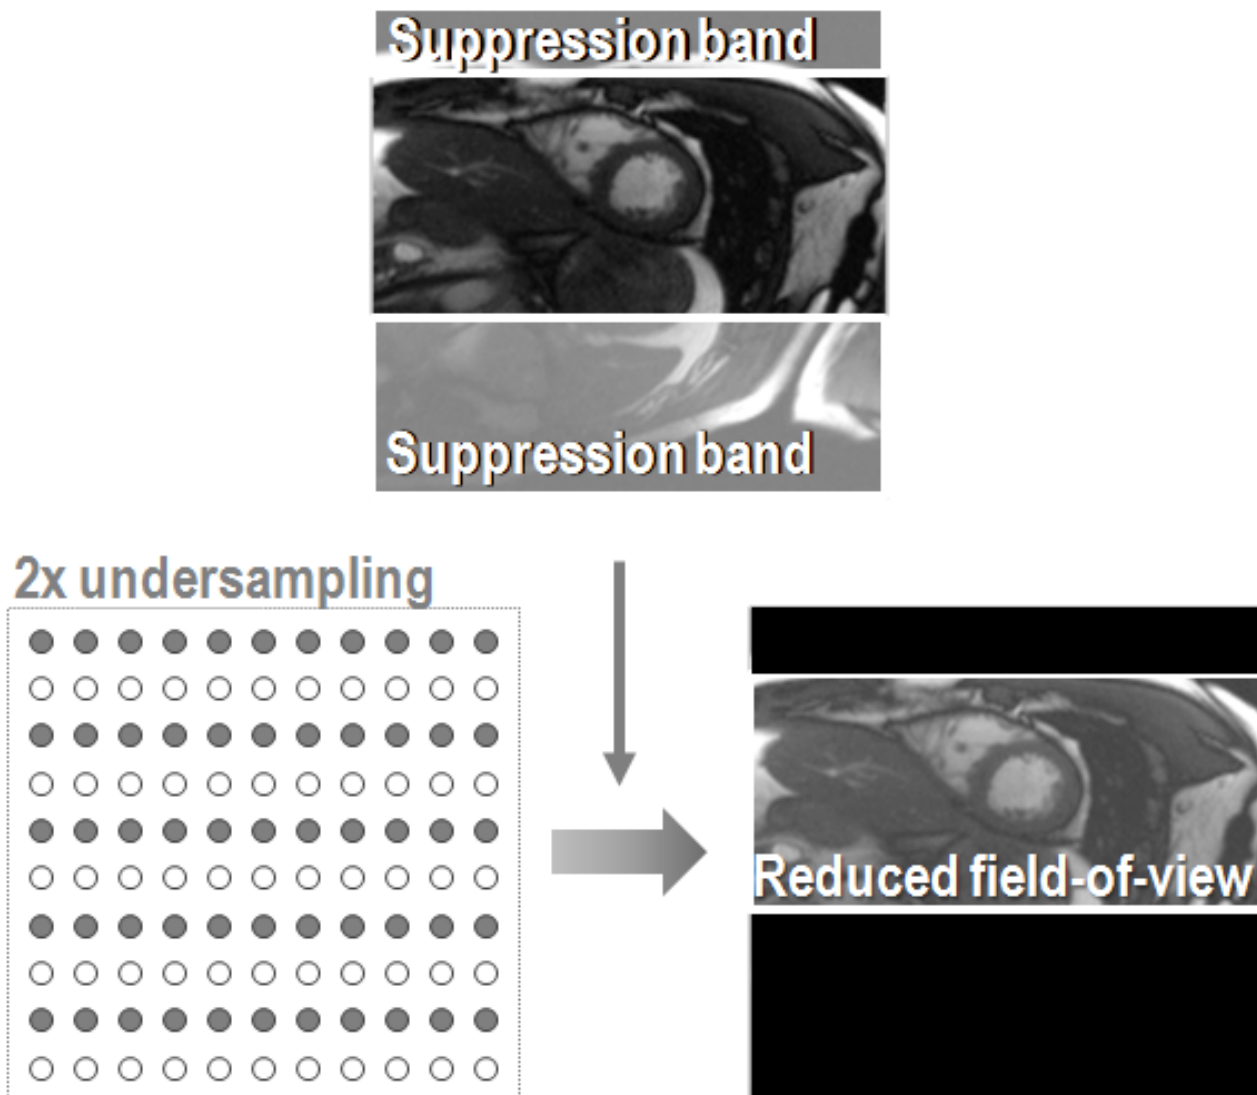 Suppression band
Suppression band
2x undersampling
Reduced field-of-view